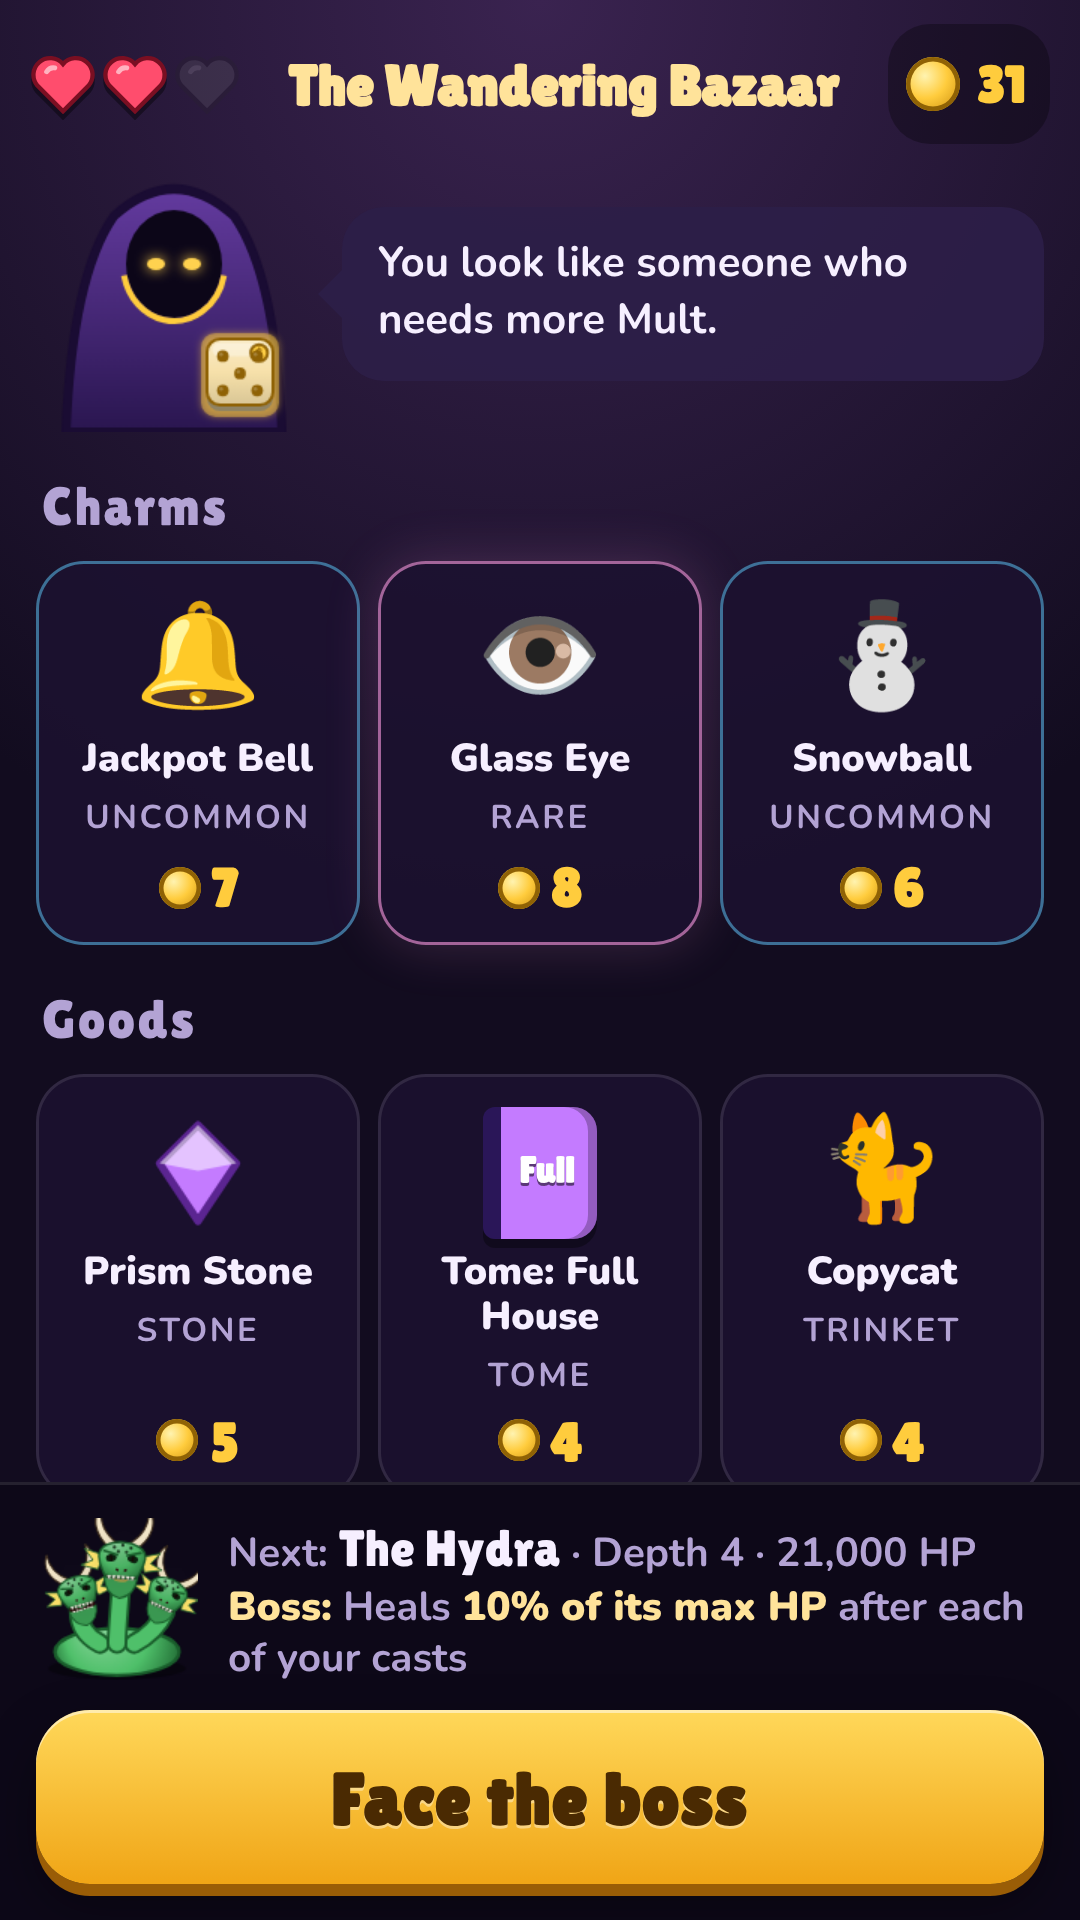 The Wandering Bazaar
31
You look like someone who
needs more Mult.
Charms
Jackpot Bell
UNCOMMON
7
Glass Eye
RARE
8
Snowball
UNCOMMON
6
Goods
Prism Stone
STONE
5
Full
Tome: Full
House
TOME
4
Copycat
TRINKET
4
Next: The Hydra · Depth 4 · 21,000 HP
Boss: Heals 10% of its max HP after each
of your casts
Face the boss